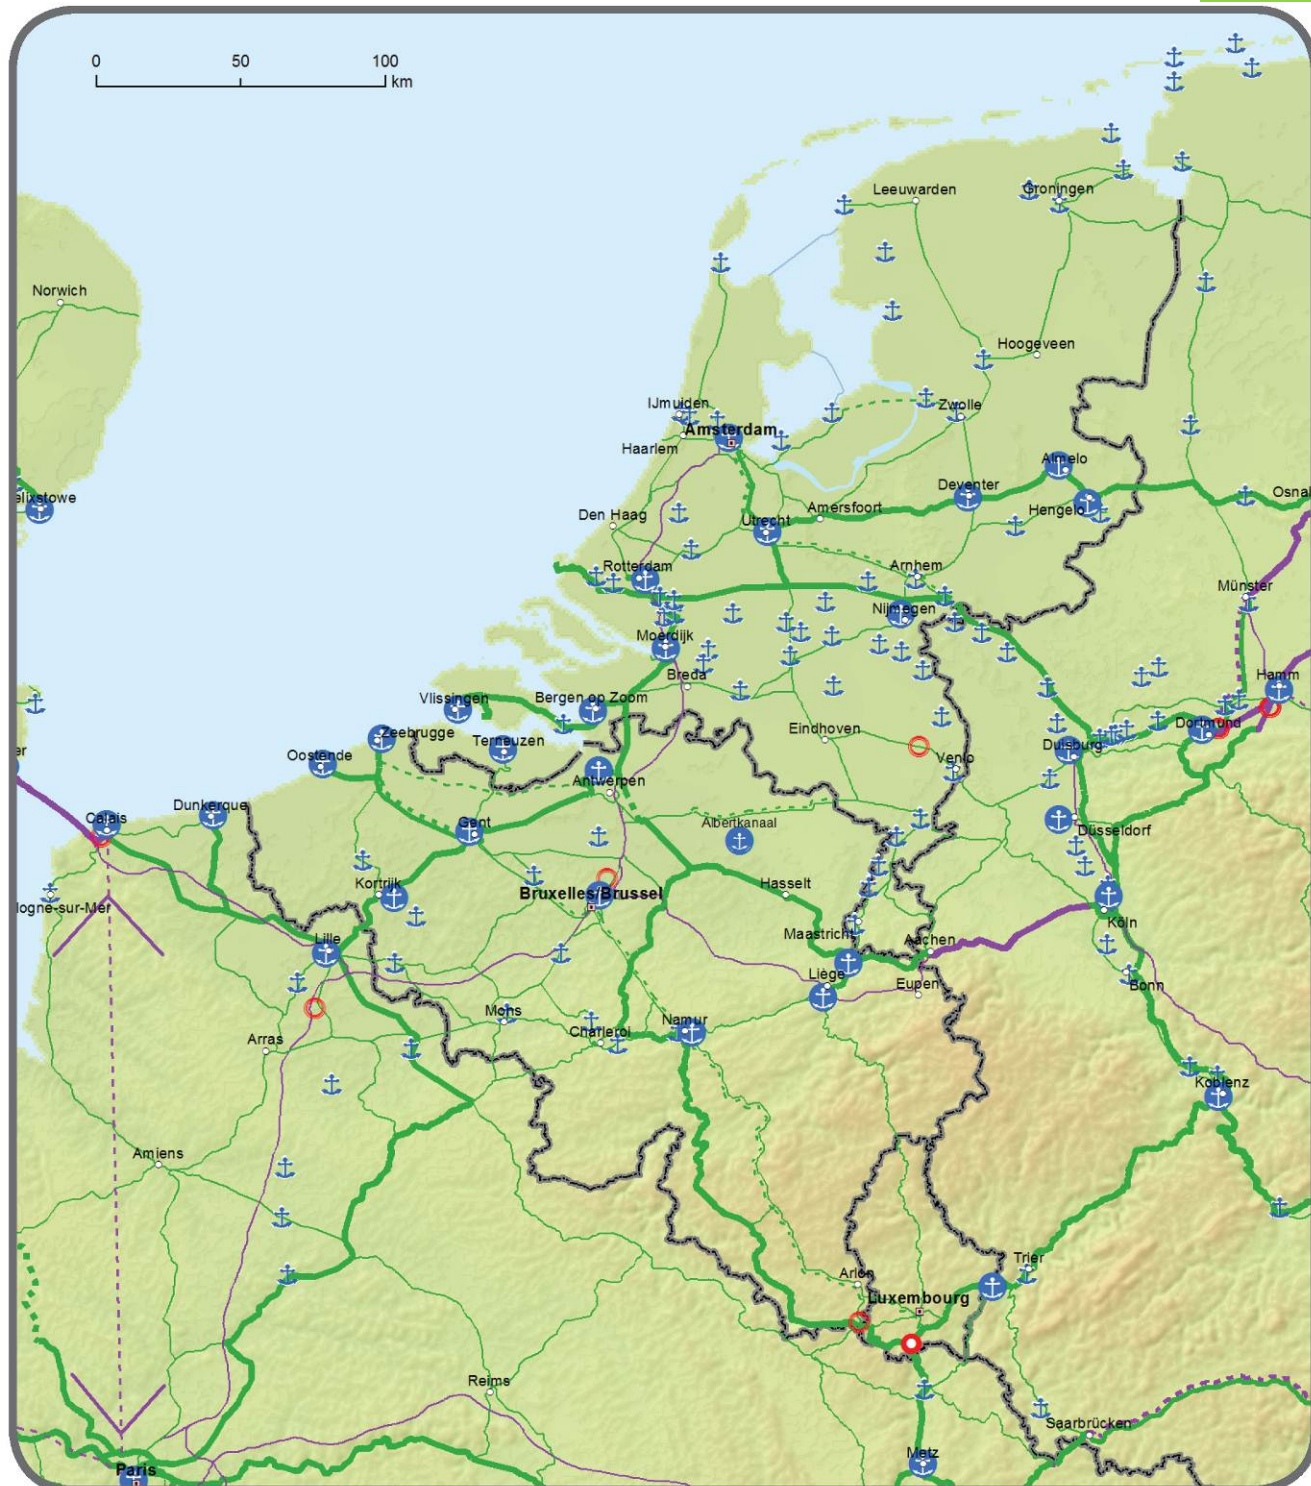 0 50 100
km
Leeuwarden
Groningen
Norwich
Hoogeveen
IJmuiden
Zwolle
Amsterdam
Haarlem
Almelo
Deventer
elixstowe
Osnal
Hengelo
Amersfoort
Den Haag
Utrecht
Rotterdam
Arnhem
Münster
Nijmegen
Moerdijk
Breda
Hamm
Vlissingen
Bergen op Zoom
Eindhoven
Dortmund
Zeebrugge
Terneuzen
Duisburg
er
Oostende
Venlo
Antwerpen
Dunkerque
Calais
Gent
Albertkanaal
Düsseldorf
Kortrijk
Hasselt
Bruxelles/Brussel
logne-sur-Mer
Köln
Maastricht
Lille
Aachen
Liège
Eupen
Bonn
Mons
Namur
Charleroi
Arras
Koblenz
Amiens
Trier
Arlon
Luxembourg
Reims
Saarbrücken
Metz
Paris